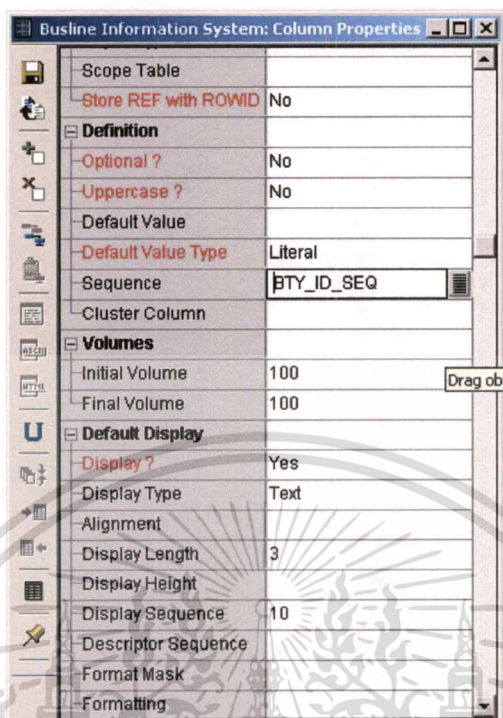 Busline Information System: Column Properties
Scope Table
Store REF with ROWID No
Definition
Optional ? No
Uppercase ? No
Default Value
Default Value Type Literal
Sequence BTY_ID_SEQ
Cluster Column
Volumes
Initial Volume 100
Final Volume 100
Drag ob
Default Display
Display ? Yes
Display Type Text
Alignment
Display Length 3
Display Height
Display Sequence 10
Descriptor Sequence
Format Mask
Formatting
ASCII
HTML